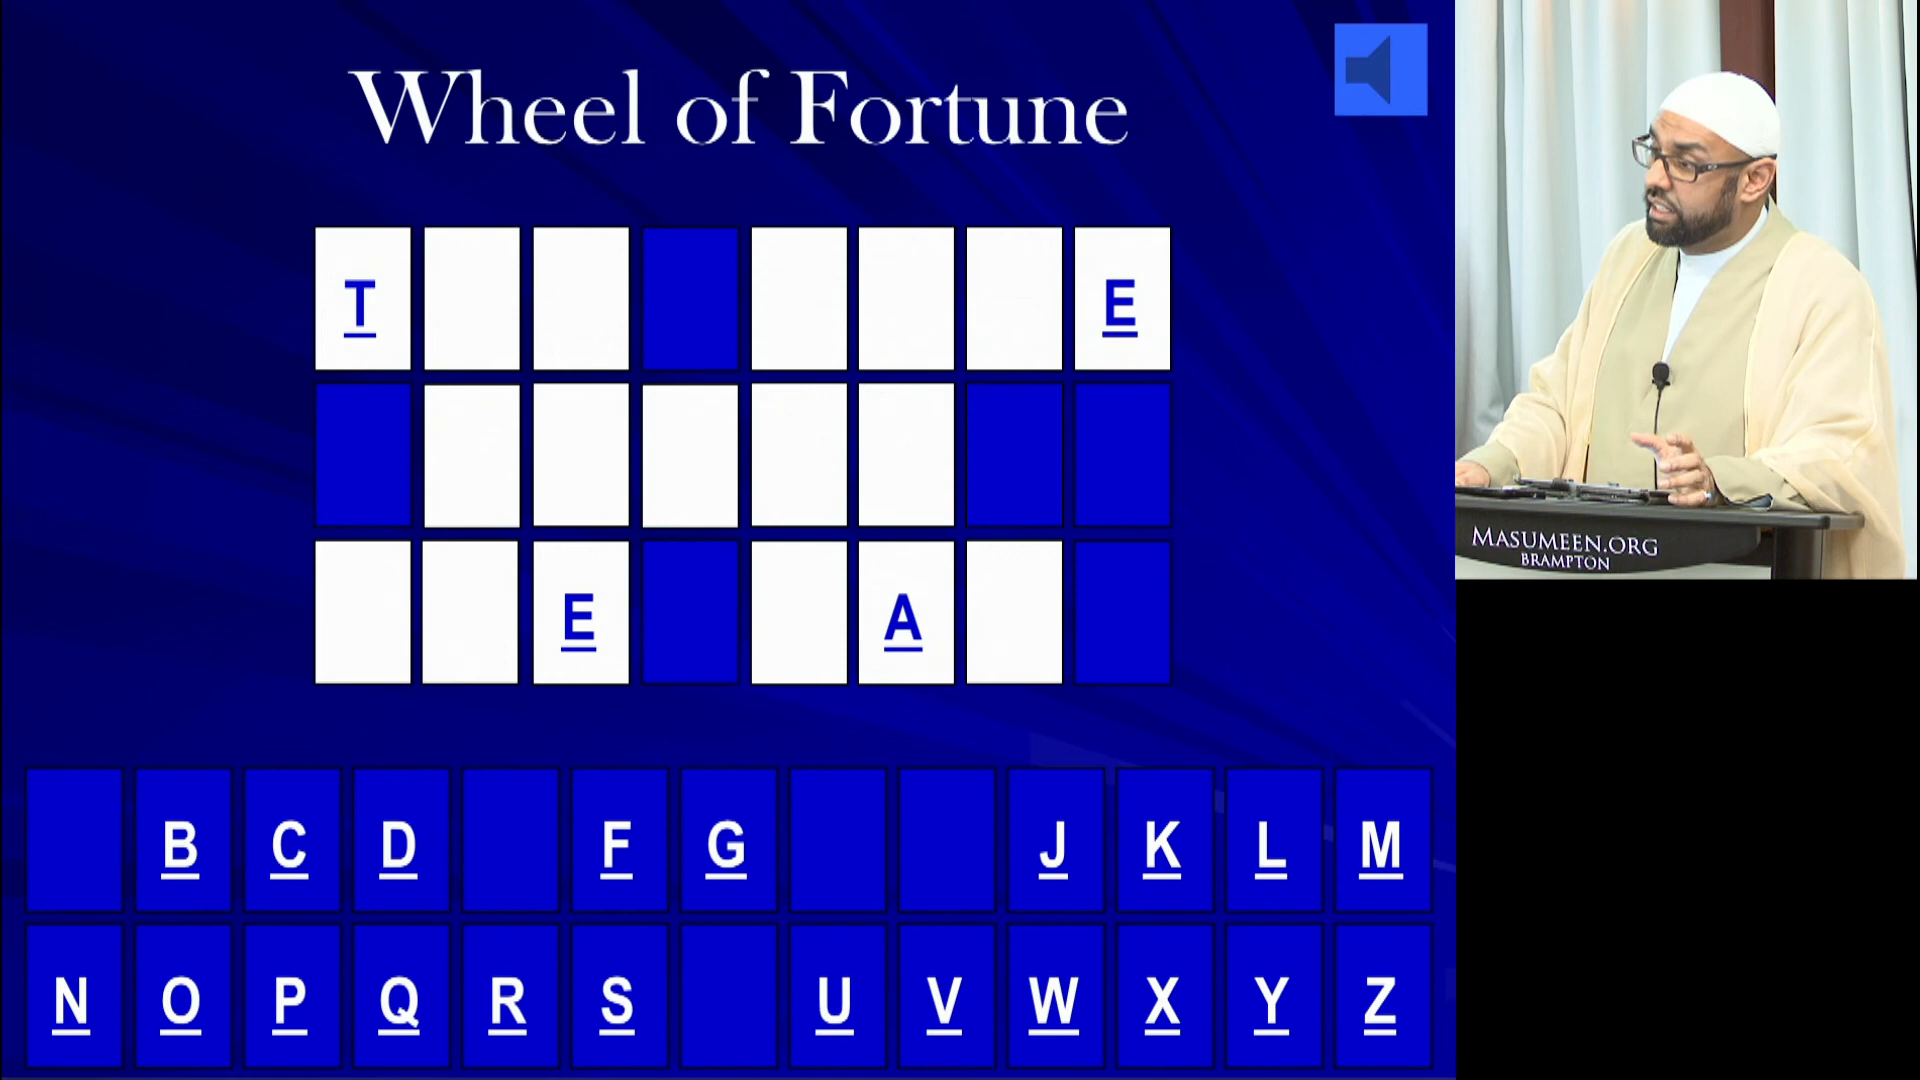 Wheel of Fortune
T E
E A
B C D F G J K L M
N O P Q R S U V W X Y Z
MASUMEEN.ORG
BRAMPTON